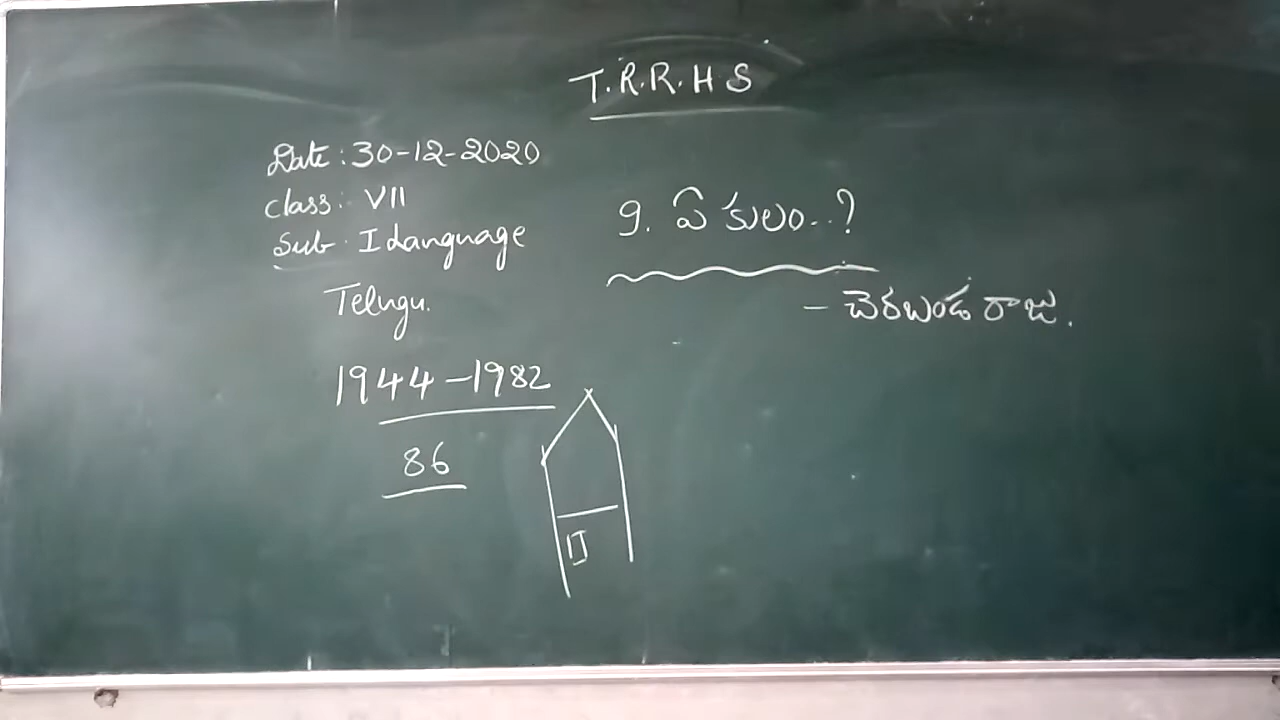 T.R.R.H S
Date : 30-12-2020
Class : VII
Sub : I Language
Telugu.
9. ఏ కులం..?
- చెరబండ రాజు.
1944 - 1982
86